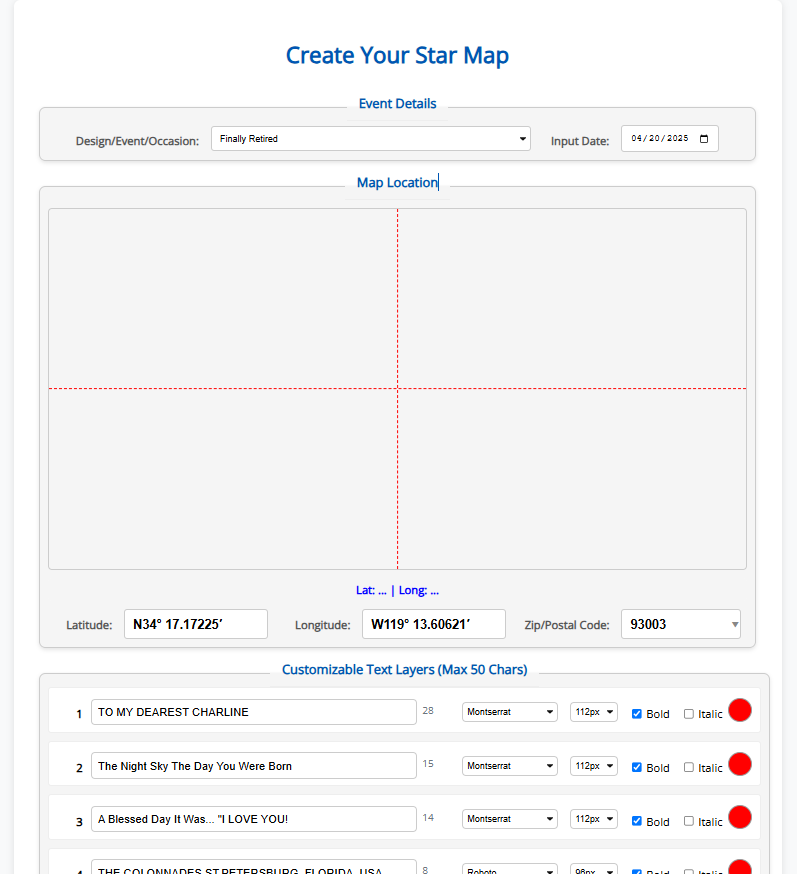 Create Your Star Map
Event Details
Design/Event/Occasion: Finally Retired Input Date: 04/20/2025
Map Location
Lat: ... | Long: ...
Latitude: N34° 17.17225′ Longitude: W119° 13.60621′ Zip/Postal Code: 93003
Customizable Text Layers (Max 50 Chars)
1 TO MY DEAREST CHARLINE 28 Montserrat 112px Bold Italic
2 The Night Sky The Day You Were Born 15 Montserrat 112px Bold Italic
3 A Blessed Day It Was... "I LOVE YOU! 14 Montserrat 112px Bold Italic
4 THE COLONNADES ST.PETERSBURG, FLORIDA, USA 8 Roboto 96px Bold Italic